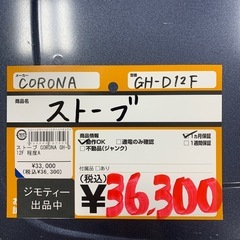 メーカー
CORONA
型番
GH-D12F
商品名
ストーブ
ストーブ CORONA GH-D
12F 程度A
¥33,000
(税込¥36,300)
商品情報
動作OK
通電のみ確認
不動品(ジャンク)
1ヵ月保証
1週間保証
付属品 あり
ジモティー
出品中
(税込)
¥36,300